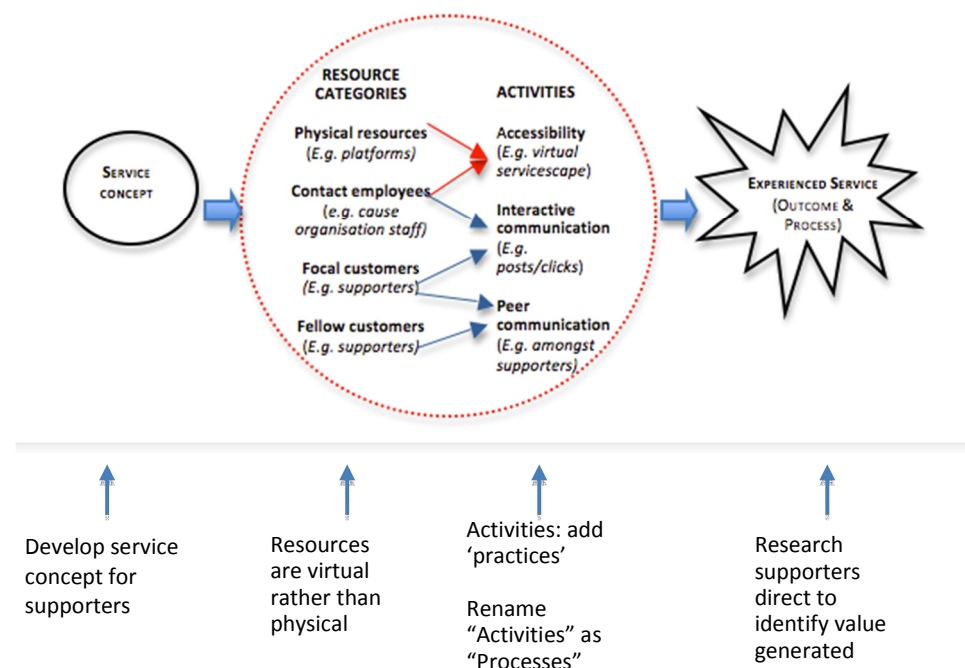 SERVICE
CONCEPT
RESOURCE
CATEGORIES
Physical resources
(E.g. platforms)
Contact employees
(e.g. cause
organisation staff)
Focal customers
(E.g. supporters)
Fellow customers
(E.g. supporters)
ACTIVITIES
Accessibility
(E.g. virtual
servicescape)
Interactive
communication
(E.g.
posts/clicks)
Peer
communication
(E.g. amongst
supporters)
EXPERIENCED SERVICE
(OUTCOME &
PROCESS)
Develop service
concept for
supporters
Resources
are virtual
rather than
physical
Activities: add
‘practices’
Rename
“Activities” as
“Processes”
Research
supporters
direct to
identify value
generated